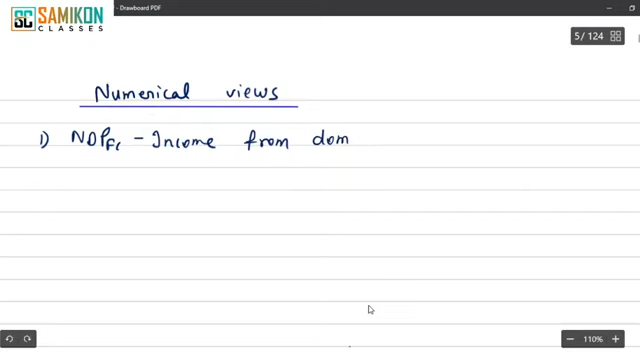 SC SAMIKON CLASSES
- Drawboard PDF
5 / 124
Numerical views
1) NDPFC - Income from dom
110%